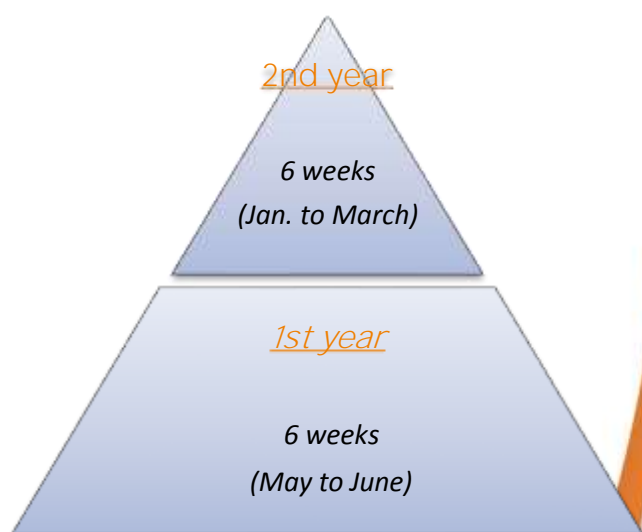 2nd year
6 weeks
(Jan. to March)
1st year
6 weeks
(May to June)